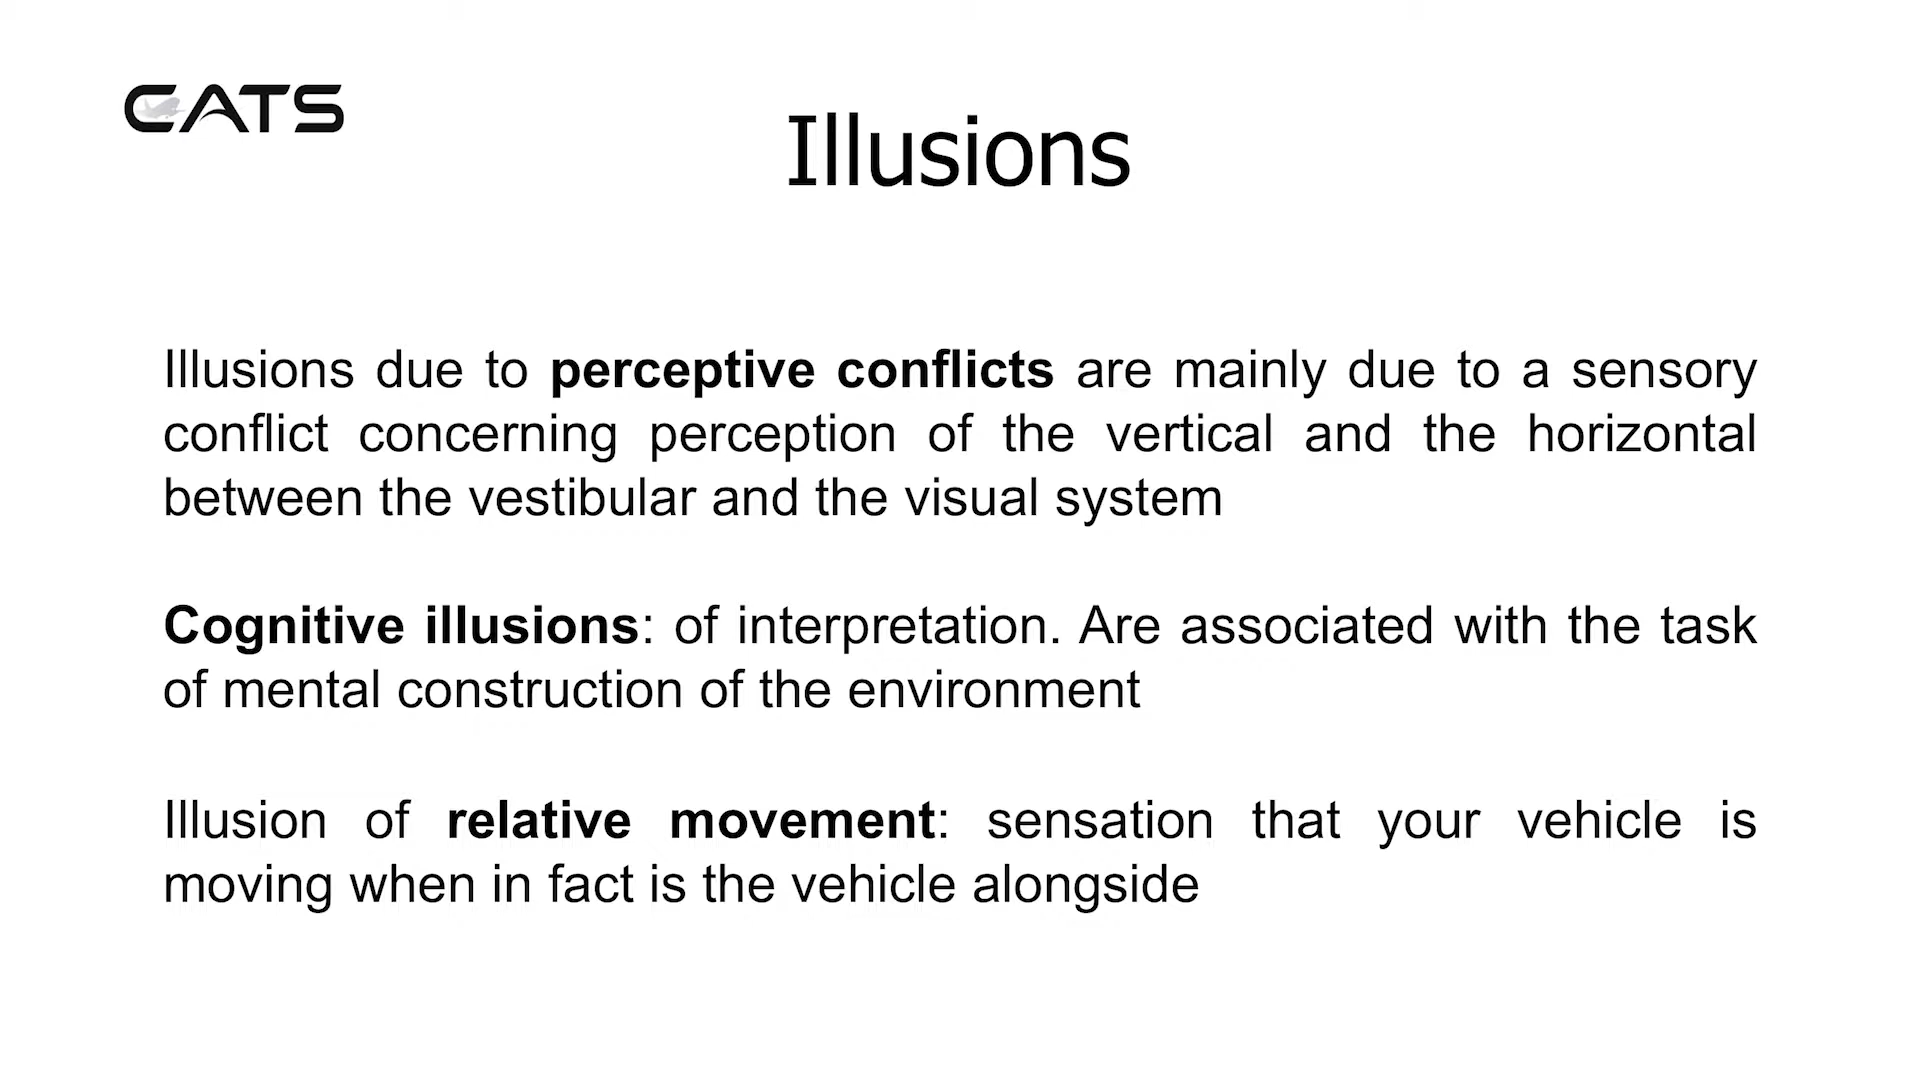 CATS
Illusions
Illusions due to perceptive conflicts are mainly due to a sensory
conflict concerning perception of the vertical and the horizontal
between the vestibular and the visual system
Cognitive illusions: of interpretation. Are associated with the task
of mental construction of the environment
Illusion of relative movement: sensation that your vehicle is
moving when in fact is the vehicle alongside